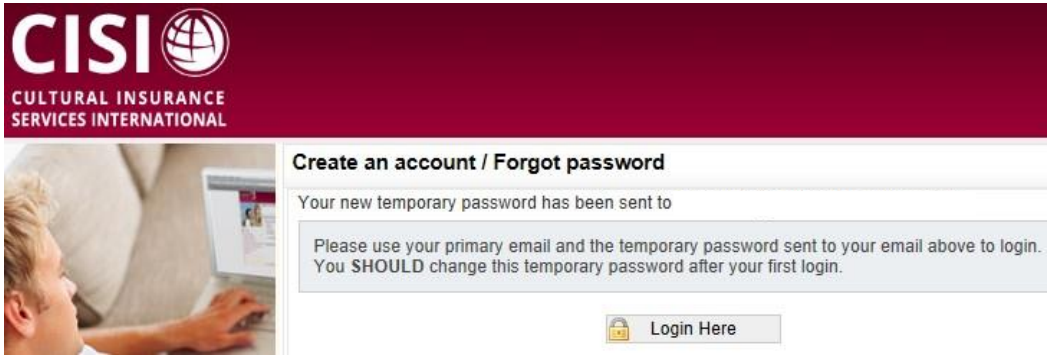 CISI
CULTURAL INSURANCE
SERVICES INTERNATIONAL
Create an account / Forgot password
Your new temporary password has been sent to
Please use your primary email and the temporary password sent to your email above to login.
You SHOULD change this temporary password after your first login.
Login Here